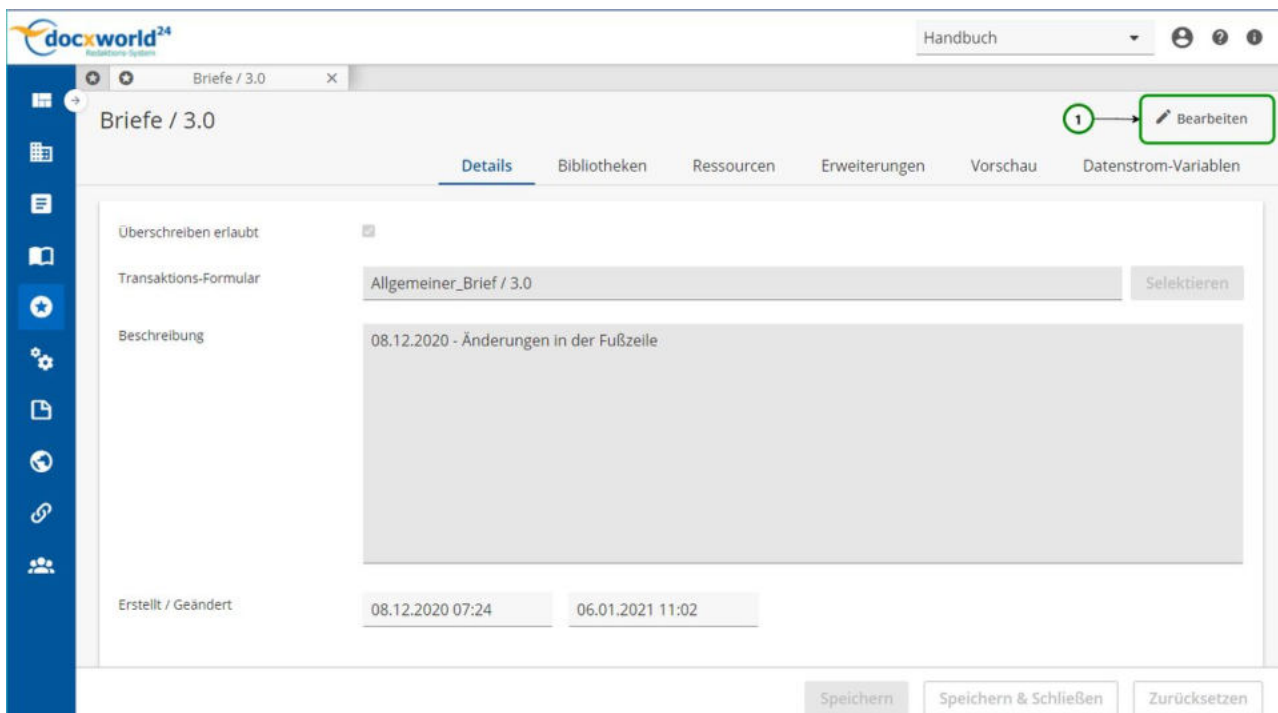 docxworld24
Redaktions-System
Handbuch
Briefe / 3.0
Briefe / 3.0
1
Bearbeiten
Details Bibliotheken Ressourcen Erweiterungen Vorschau Datenstrom-Variablen
Überschreiben erlaubt
Transaktions-Formular Allgemeiner_Brief / 3.0 Selektieren
Beschreibung 08.12.2020 - Änderungen in der Fußzeile
Erstellt / Geändert 08.12.2020 07:24 06.01.2021 11:02
Speichern Speichern & Schließen Zurücksetzen